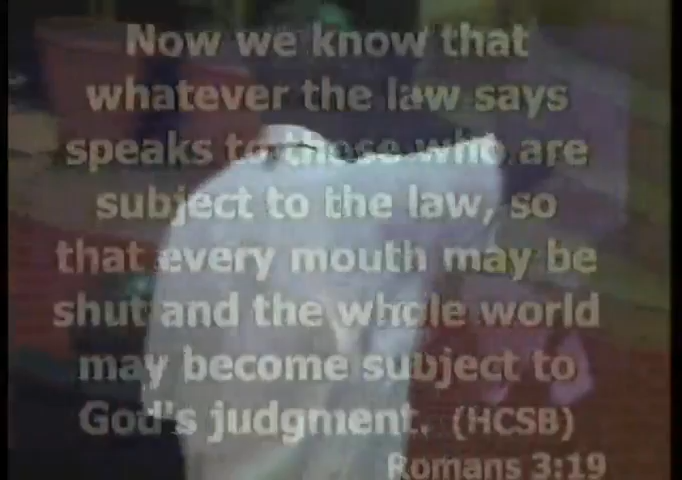 Now we know that
whatever the law says
speaks to those who are
subject to the law, so
that every mouth may be
shut and the whole world
may become subject to
God's judgment. (HCSB)
Romans 3:19